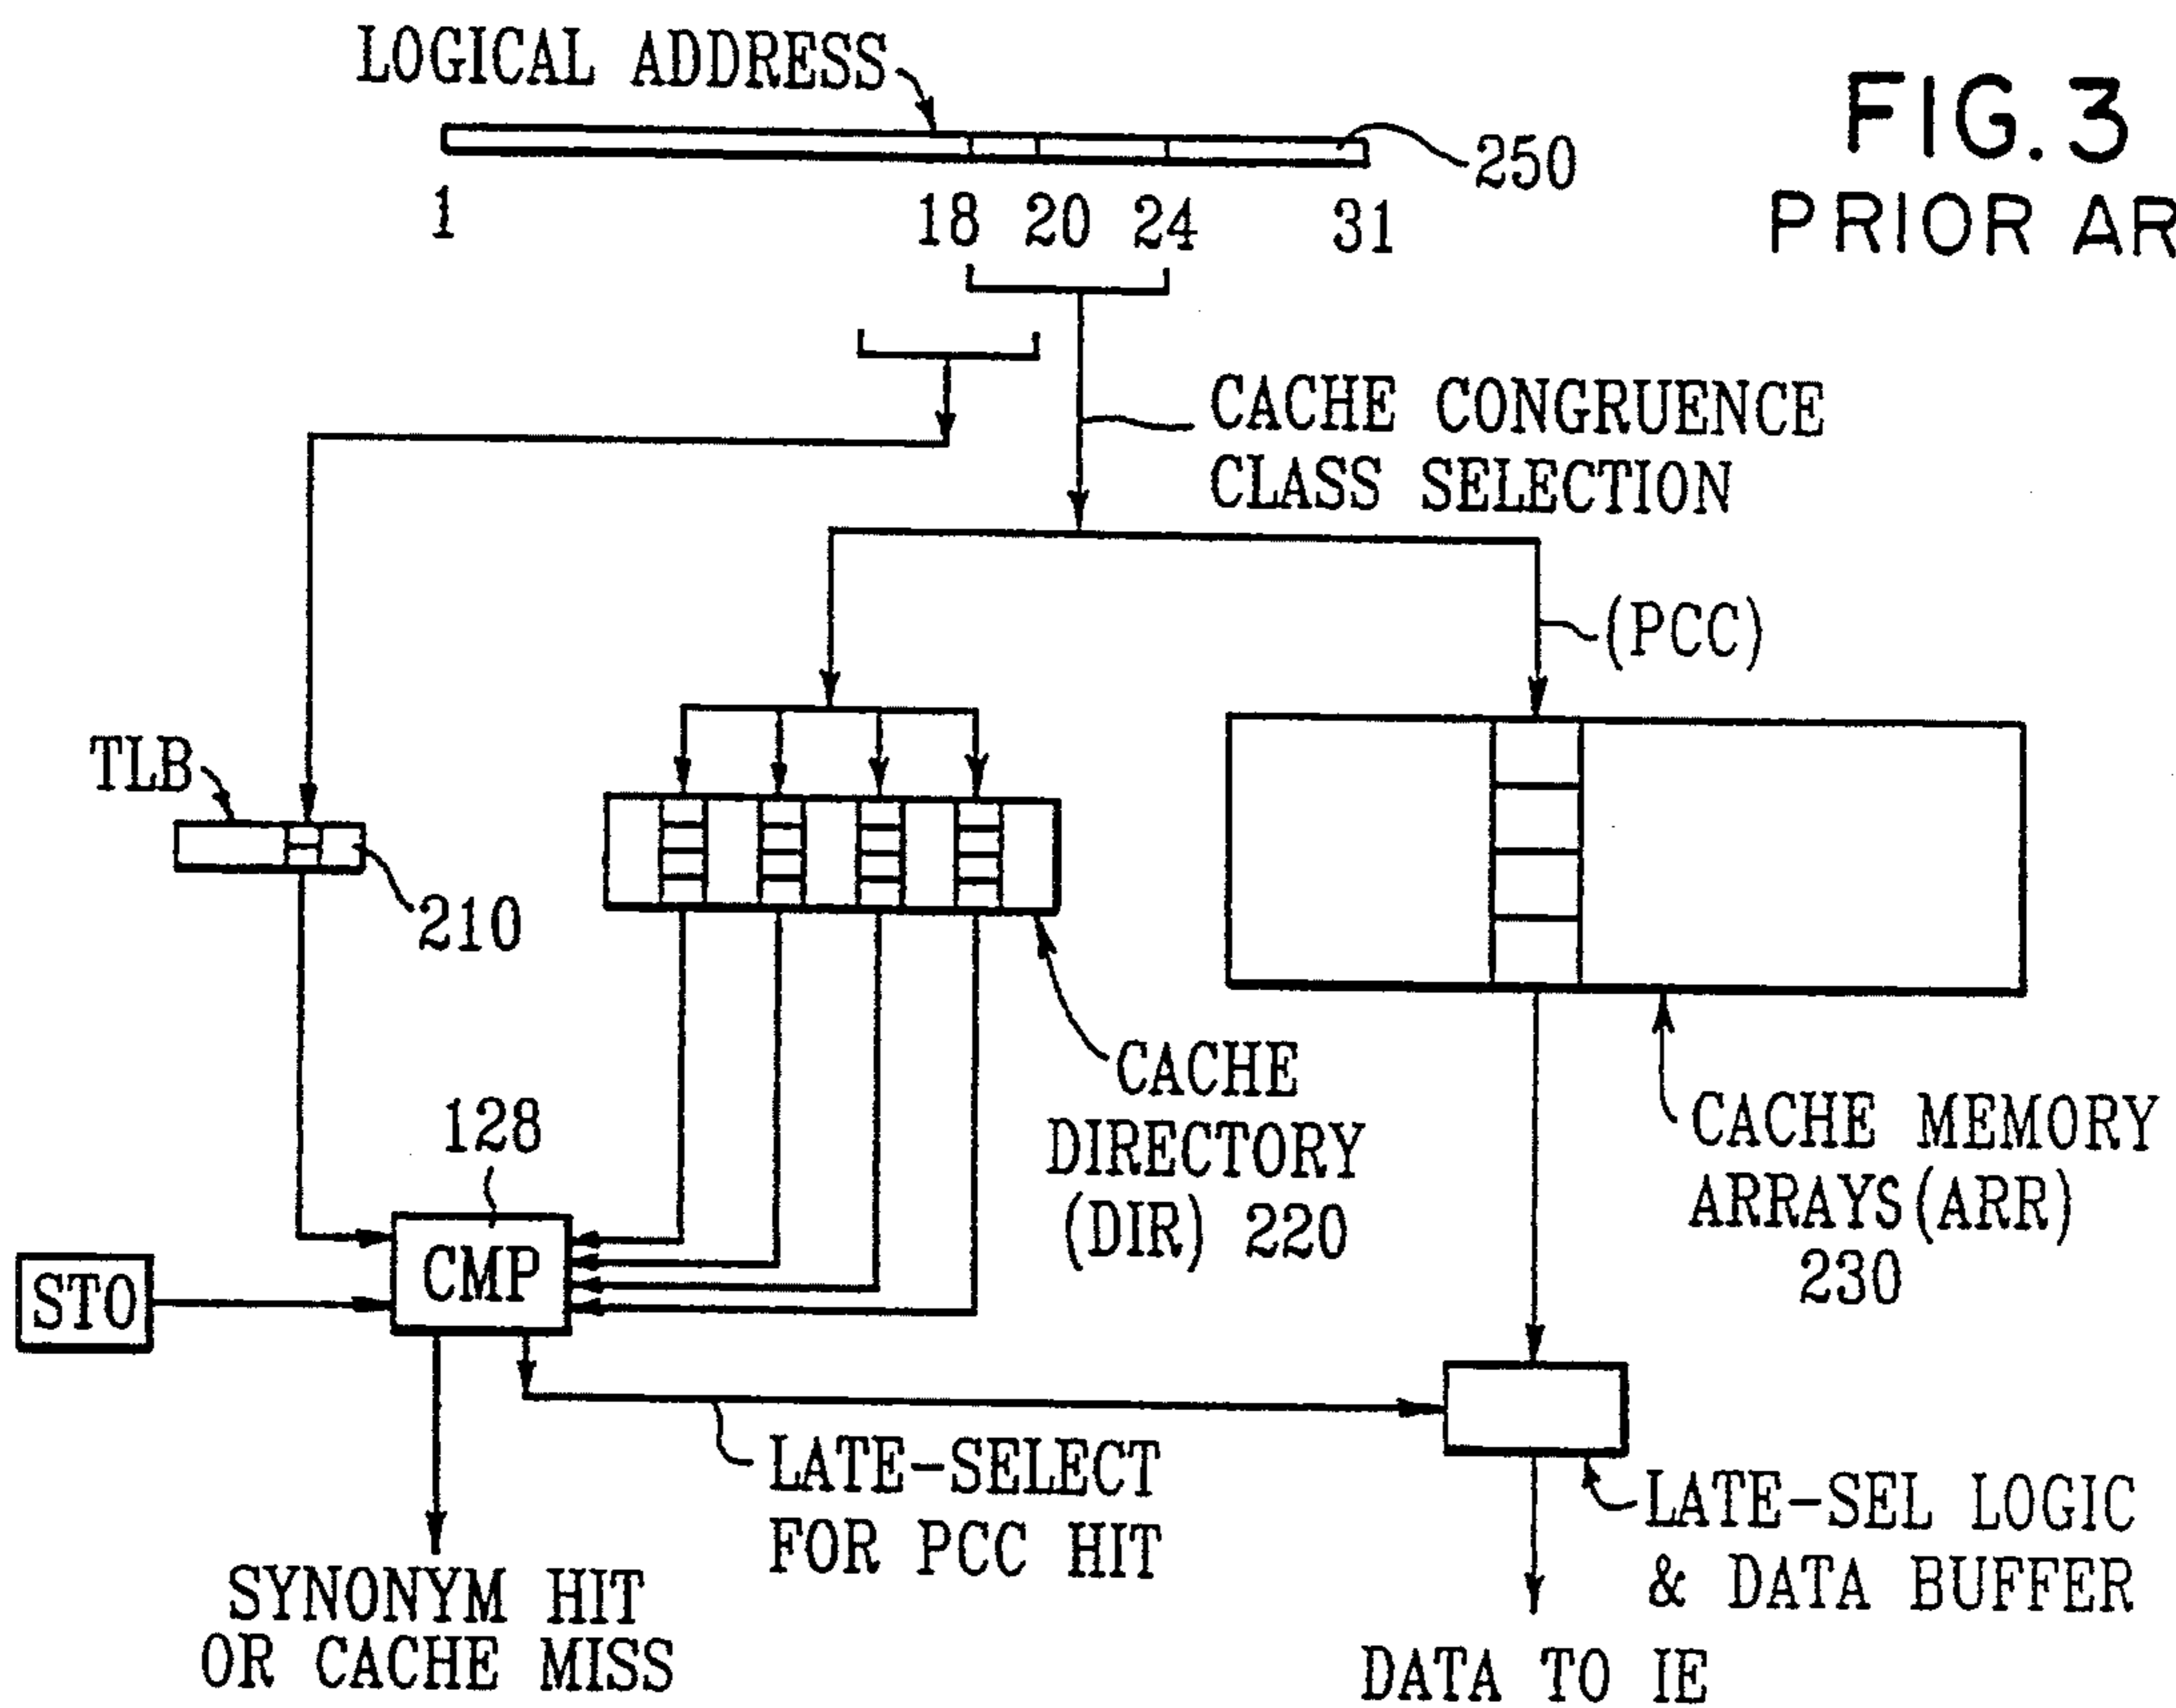 LOGICAL ADDRESS
FIG. 3
PRIOR AR
250
1
18
20
24
31
CACHE CONGRUENCE
CLASS SELECTION
(PCC)
TLB
210
CACHE
DIRECTORY
(DIR) 220
CACHE MEMORY
ARRAYS (ARR)
230
128
CMP
STO
LATE-SELECT
FOR PCC HIT
LATE-SEL LOGIC
& DATA BUFFER
SYNONYM HIT
OR CACHE MISS
DATA TO IE